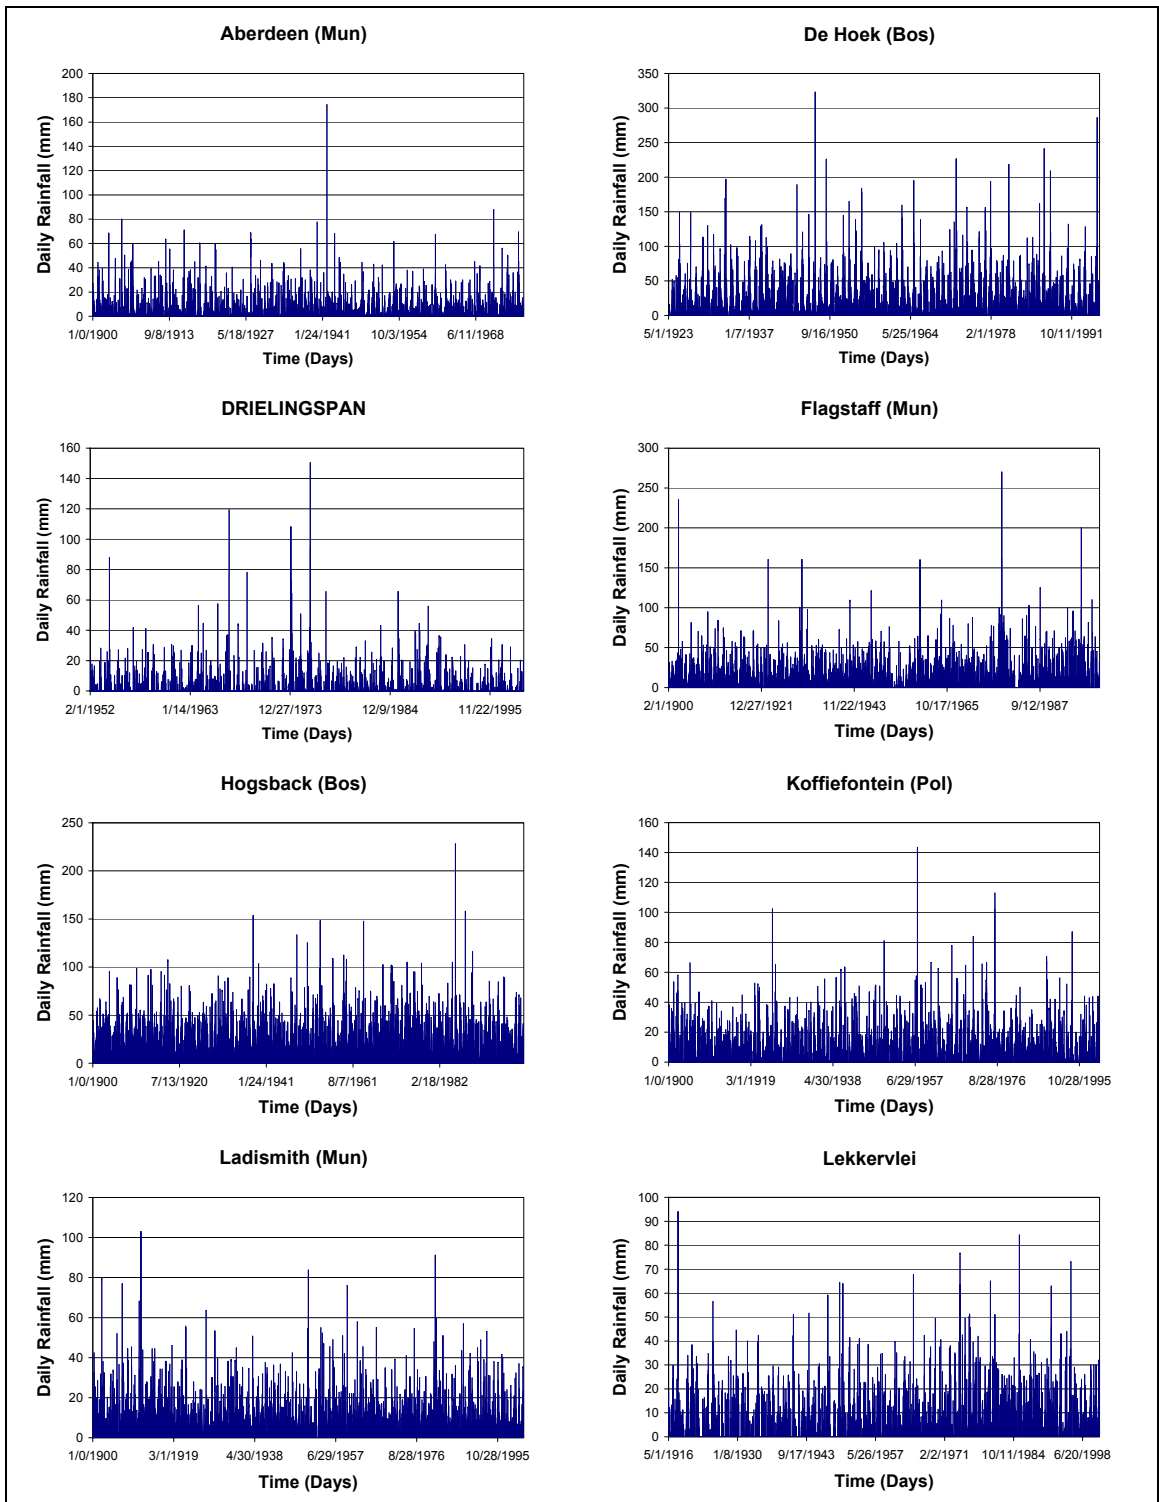 Aberdeen (Mun)
Daily Rainfall (mm)
200
180
160
140
120
100
80
60
40
20
0
1/0/1900 9/8/1913 5/18/1927 1/24/1941 10/3/1954 6/11/1968
Time (Days)
De Hoek (Bos)
Daily Rainfall (mm)
350
300
250
200
150
100
50
0
5/1/1923 1/7/1937 9/16/1950 5/25/1964 2/1/1978 10/11/1991
Time (Days)
DRIELINGSPAN
Daily Rainfall (mm)
160
140
120
100
80
60
40
20
0
2/1/1952 1/14/1963 12/27/1973 12/9/1984 11/22/1995
Time (Days)
Flagstaff (Mun)
Daily Rainfall (mm)
300
250
200
150
100
50
0
2/1/1900 12/27/1921 11/22/1943 10/17/1965 9/12/1987
Time (Days)
Hogsback (Bos)
Daily Rainfall (mm)
250
200
150
100
50
0
1/0/1900 7/13/1920 1/24/1941 8/7/1961 2/18/1982
Time (Days)
Koffiefontein (Pol)
Daily Rainfall (mm)
160
140
120
100
80
60
40
20
0
1/0/1900 3/1/1919 4/30/1938 6/29/1957 8/28/1976 10/28/1995
Time (Days)
Ladismith (Mun)
Daily Rainfall (mm)
120
100
80
60
40
20
0
1/0/1900 3/1/1919 4/30/1938 6/29/1957 8/28/1976 10/28/1995
Time (Days)
Lekkervlei
Daily Rainfall (mm)
100
90
80
70
60
50
40
30
20
10
0
5/1/1916 1/8/1930 9/17/1943 5/26/1957 2/2/1971 10/11/1984 6/20/1998
Time (Days)